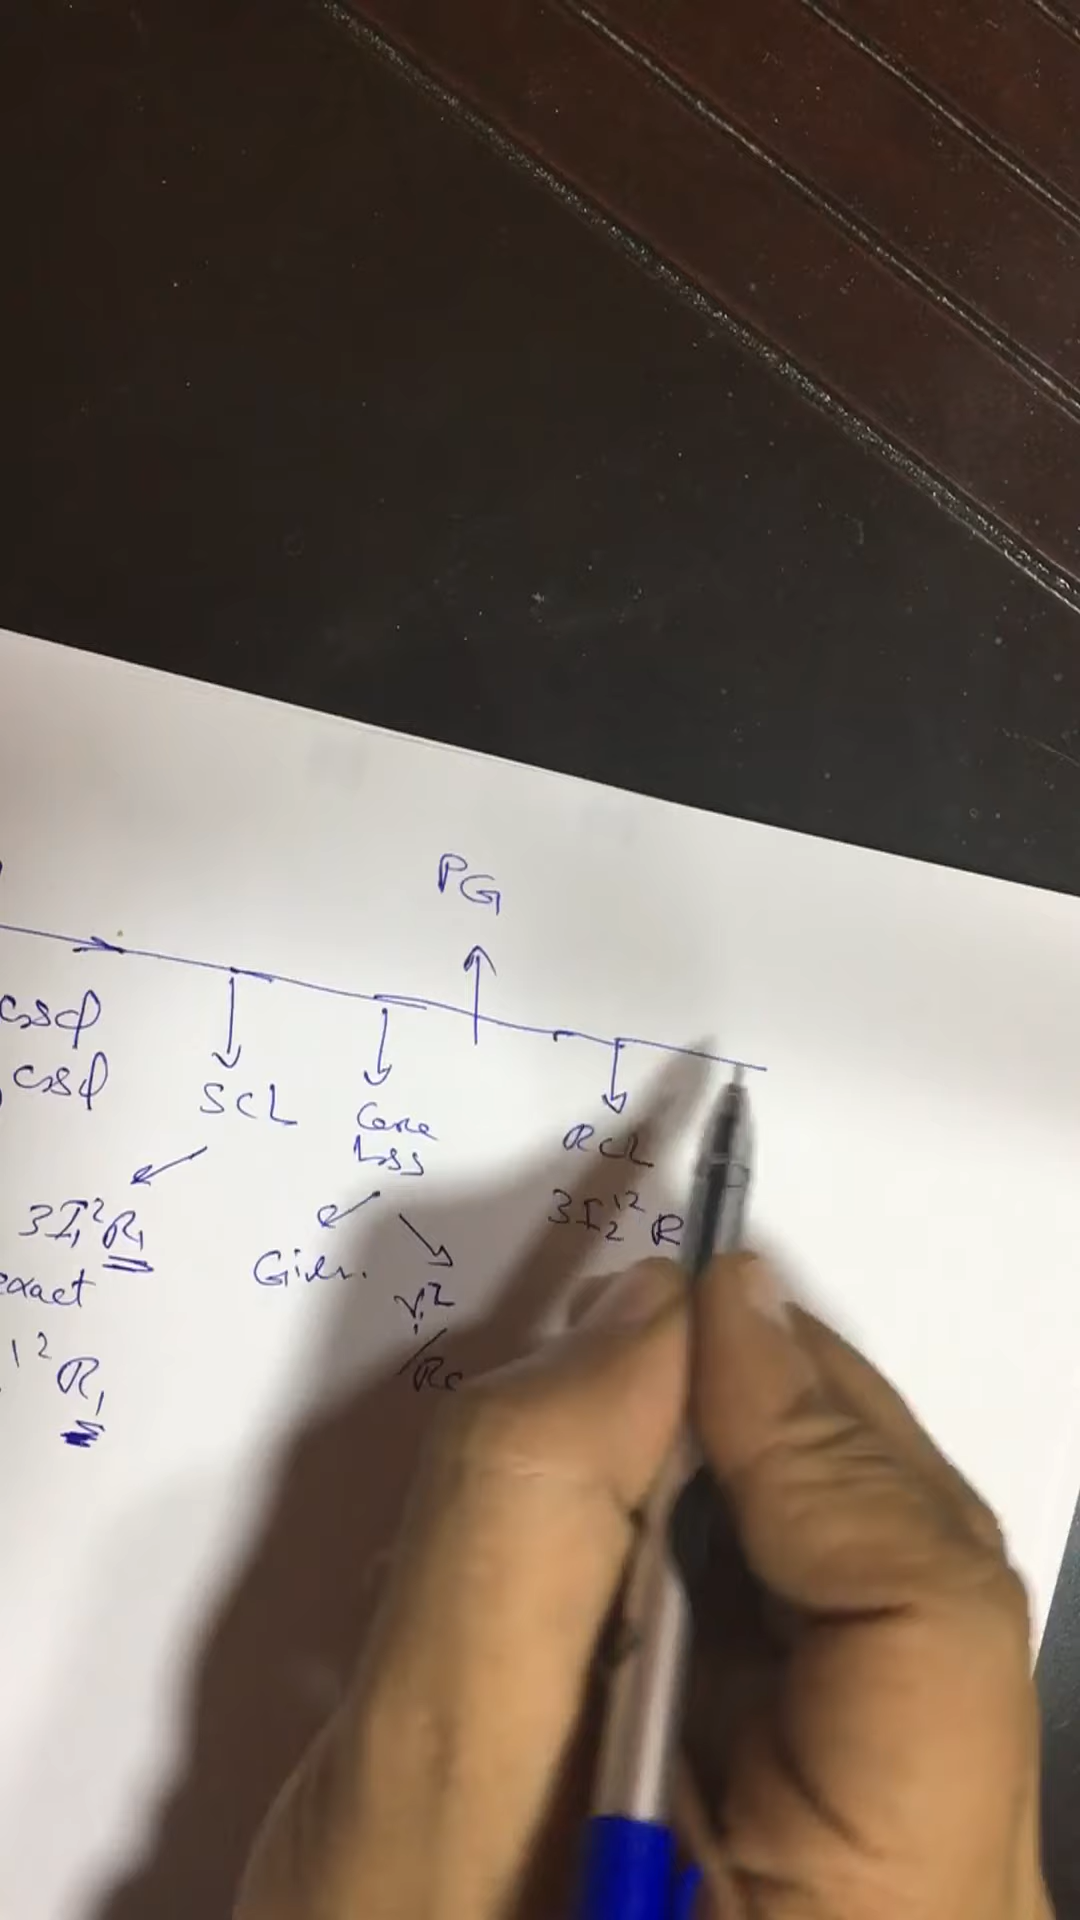 PG
cosφ
cosφ
SCL
Core
Loss
RCL
3I₁²R₁
Given.
V₁²
/Rc
3I₂'²R
exact
'²R₁